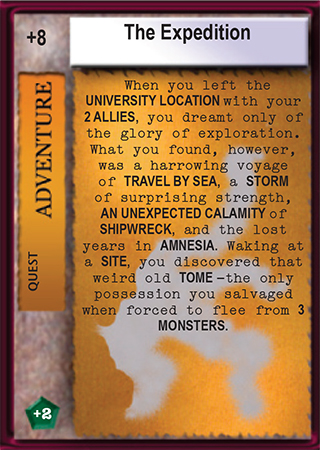 +8
The Expedition
ADVENTURE
QUEST
When you left the
UNIVERSITY LOCATION with your
2 ALLIES, you dreamt only of
the glory of exploration.
What you found, however,
was a harrowing voyage
of TRAVEL BY SEA, a STORM
of surprising strength,
AN UNEXPECTED CALAMITY of
SHIPWRECK, and the lost
years in AMNESIA. Waking at
a SITE, you discovered that
weird old TOME —the only
possession you salvaged
when forced to flee from 3
MONSTERS.
+2